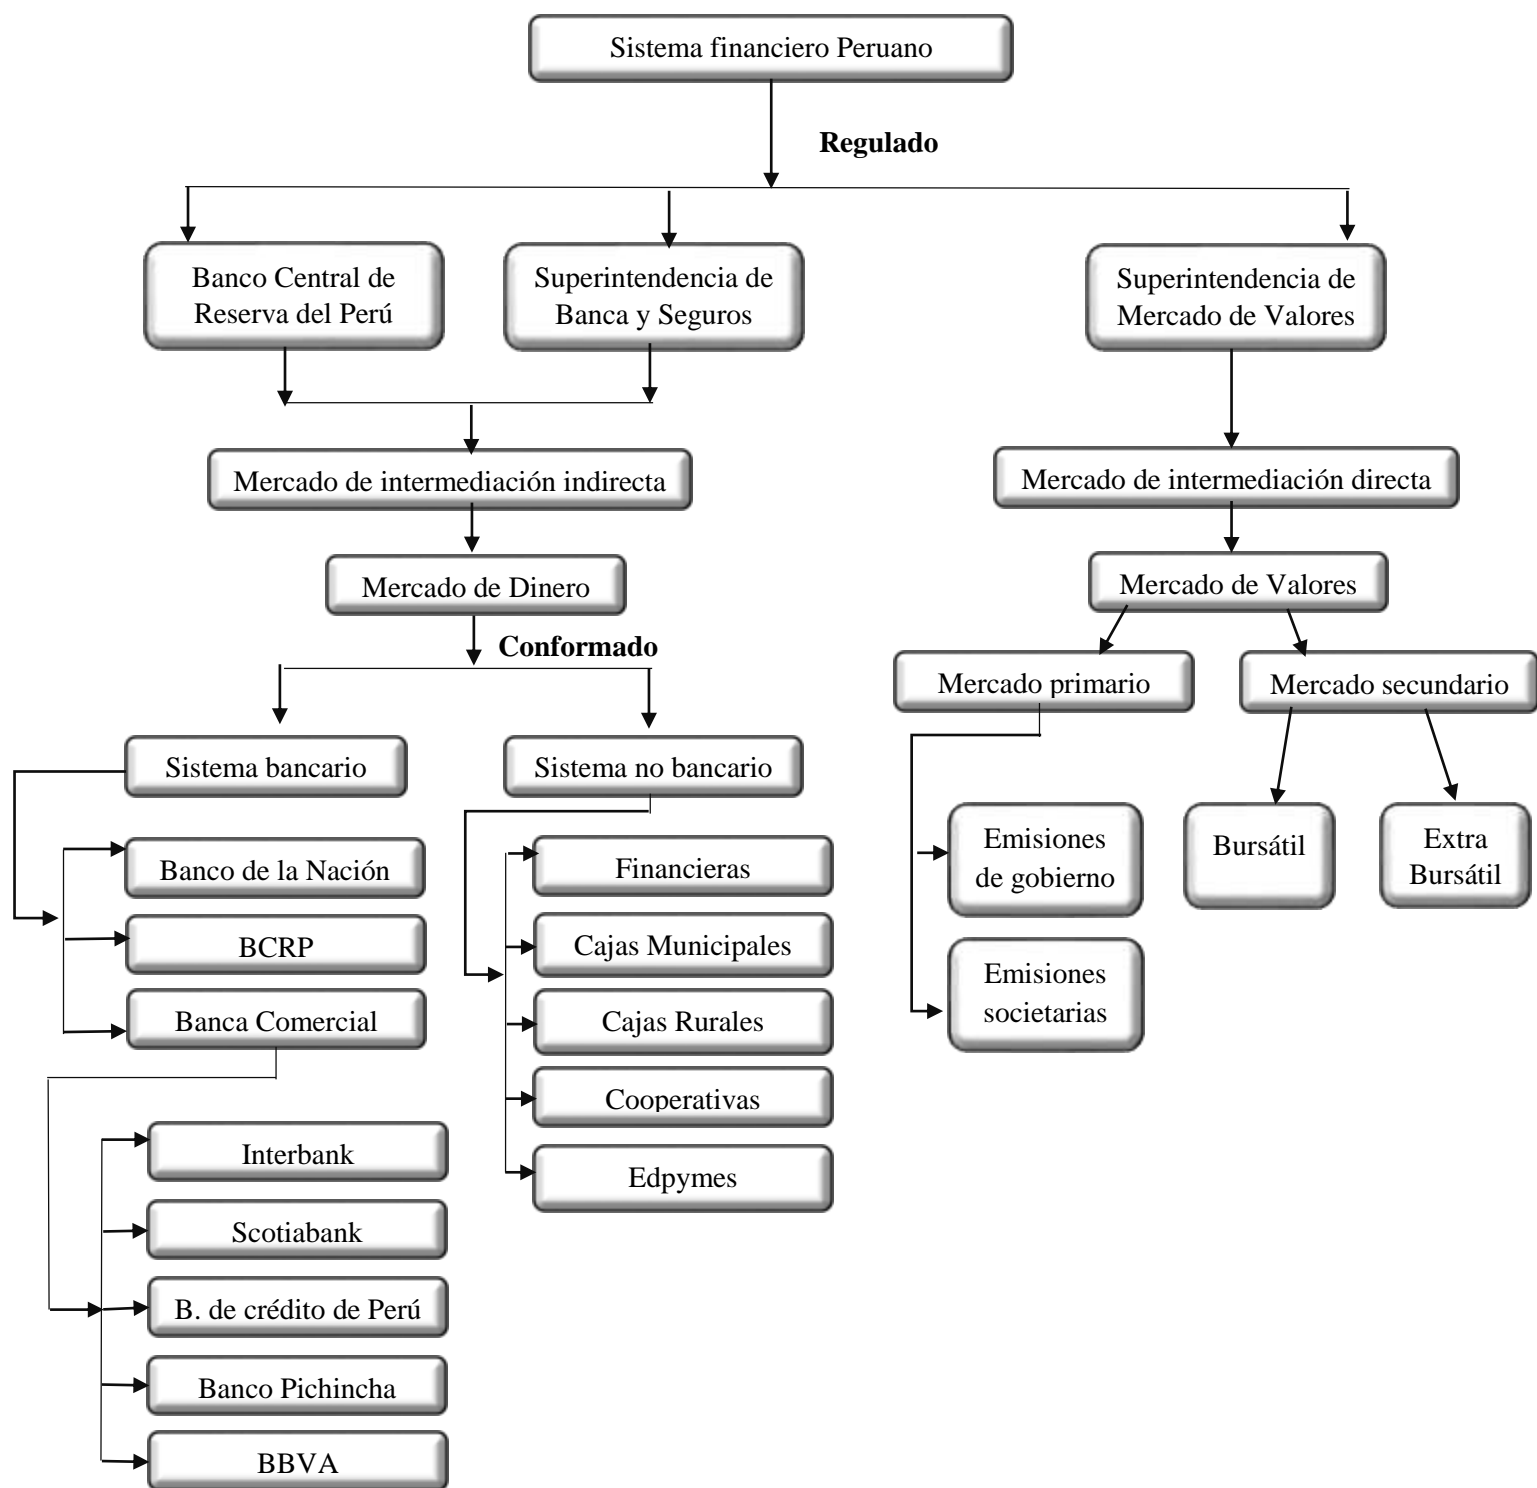 Sistema financiero Peruano
Regulado
Banco Central de
Reserva del Perú
Superintendencia de
Banca y Seguros
Superintendencia de
Mercado de Valores
Mercado de intermediación indirecta
Mercado de intermediación directa
Mercado de Dinero
Mercado de Valores
Conformado
Mercado primario
Mercado secundario
Sistema bancario
Sistema no bancario
Banco de la Nación
BCRP
Banca Comercial
Financieras
Cajas Municipales
Cajas Rurales
Cooperativas
Edpymes
Emisiones
de gobierno
Emisiones
societarias
Bursátil
Extra
Bursátil
Interbank
Scotiabank
B. de crédito de Perú
Banco Pichincha
BBVA